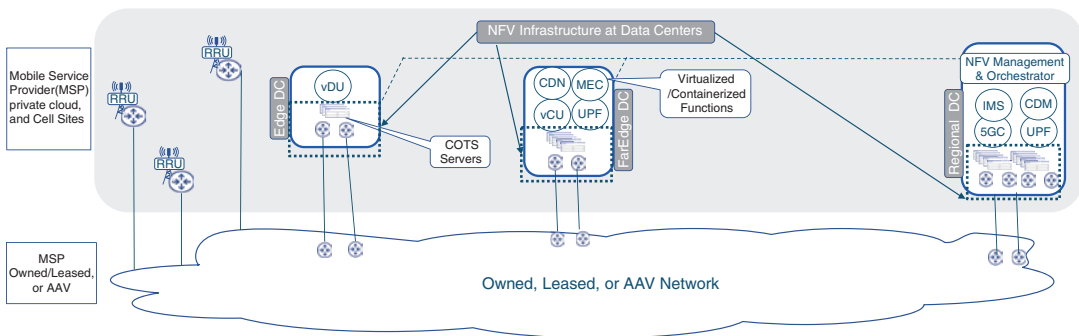 NFV Infrastructure at Data Centers
Mobile Service
Provider(MSP)
private cloud,
and Cell Sites
RRU
RRU
RRU
Edge DC
vDU
COTS
Servers
CDN
MEC
vCU
UPF
FarEdge DC
Virtualized
/Containerized
Functions
NFV Management
& Orchestrator
Regional DC
IMS
CDM
5GC
UPF
MSP
Owned/Leased,
or AAV
Owned, Leased, or AAV Network